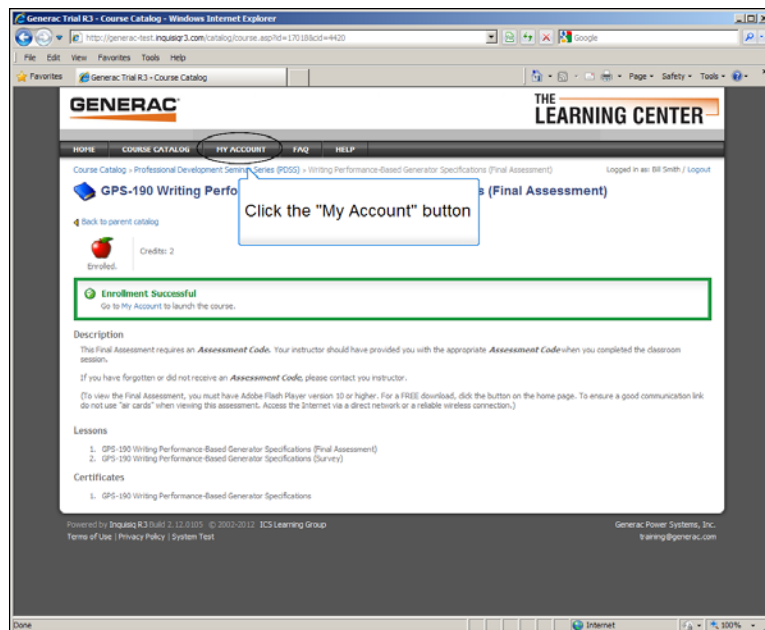 Generac Trial R3 - Course Catalog - Windows Internet Explorer
http://generac-test.inquisiqr3.com/catalog/course.asp?id=17018&cid=4420
Google
File Edit View Favorites Tools Help
Favorites
Generac Trial R3 - Course Catalog
Page Safety Tools
GENERAC
THE
LEARNING CENTER
HOME COURSE CATALOG MY ACCOUNT FAQ HELP
Course Catalog » Professional Development Seminar Series (PDSS) » Writing Performance-Based Generator Specifications (Final Assessment)
Logged in as: Bill Smith / Logout
GPS-190 Writing Perfo s (Final Assessment)
Click the "My Account" button
Back to parent catalog
Credits: 2
Enrolled.
Enrollment Successful
Go to My Account to launch the course.
Description
This Final Assessment requires an Assessment Code. Your instructor should have provided you with the appropriate Assessment Code when you completed the classroom
session.
If you have forgotten or did not receive an Assessment Code, please contact you instructor.
(To view the Final Assessment, you must have Adobe Flash Player version 10 or higher. For a FREE download, click the button on the home page. To ensure a good communication link
do not use "air cards" when viewing this assessment. Access the Internet via a direct network or a reliable wireless connection.)
Lessons
1. GPS-190 Writing Performance-Based Generator Specifications (Final Assessment)
2. GPS-190 Writing Performance-Based Generator Specifications (Survey)
Certificates
1. GPS-190 Writing Performance-Based Generator Specifications
Powered by Inquisiq R3 Build 2.12.0105 © 2002-2012 ICS Learning Group
Generac Power Systems, Inc.
Terms of Use | Privacy Policy | System Test
training@generac.com
Done
Internet
100%